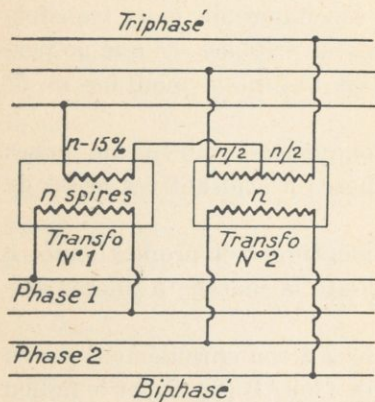 Triphasé
n-15% n/2 n/2
n spires n
Transfo Transfo
N°1 N°2
Phase 1
Phase 2
Biphasé